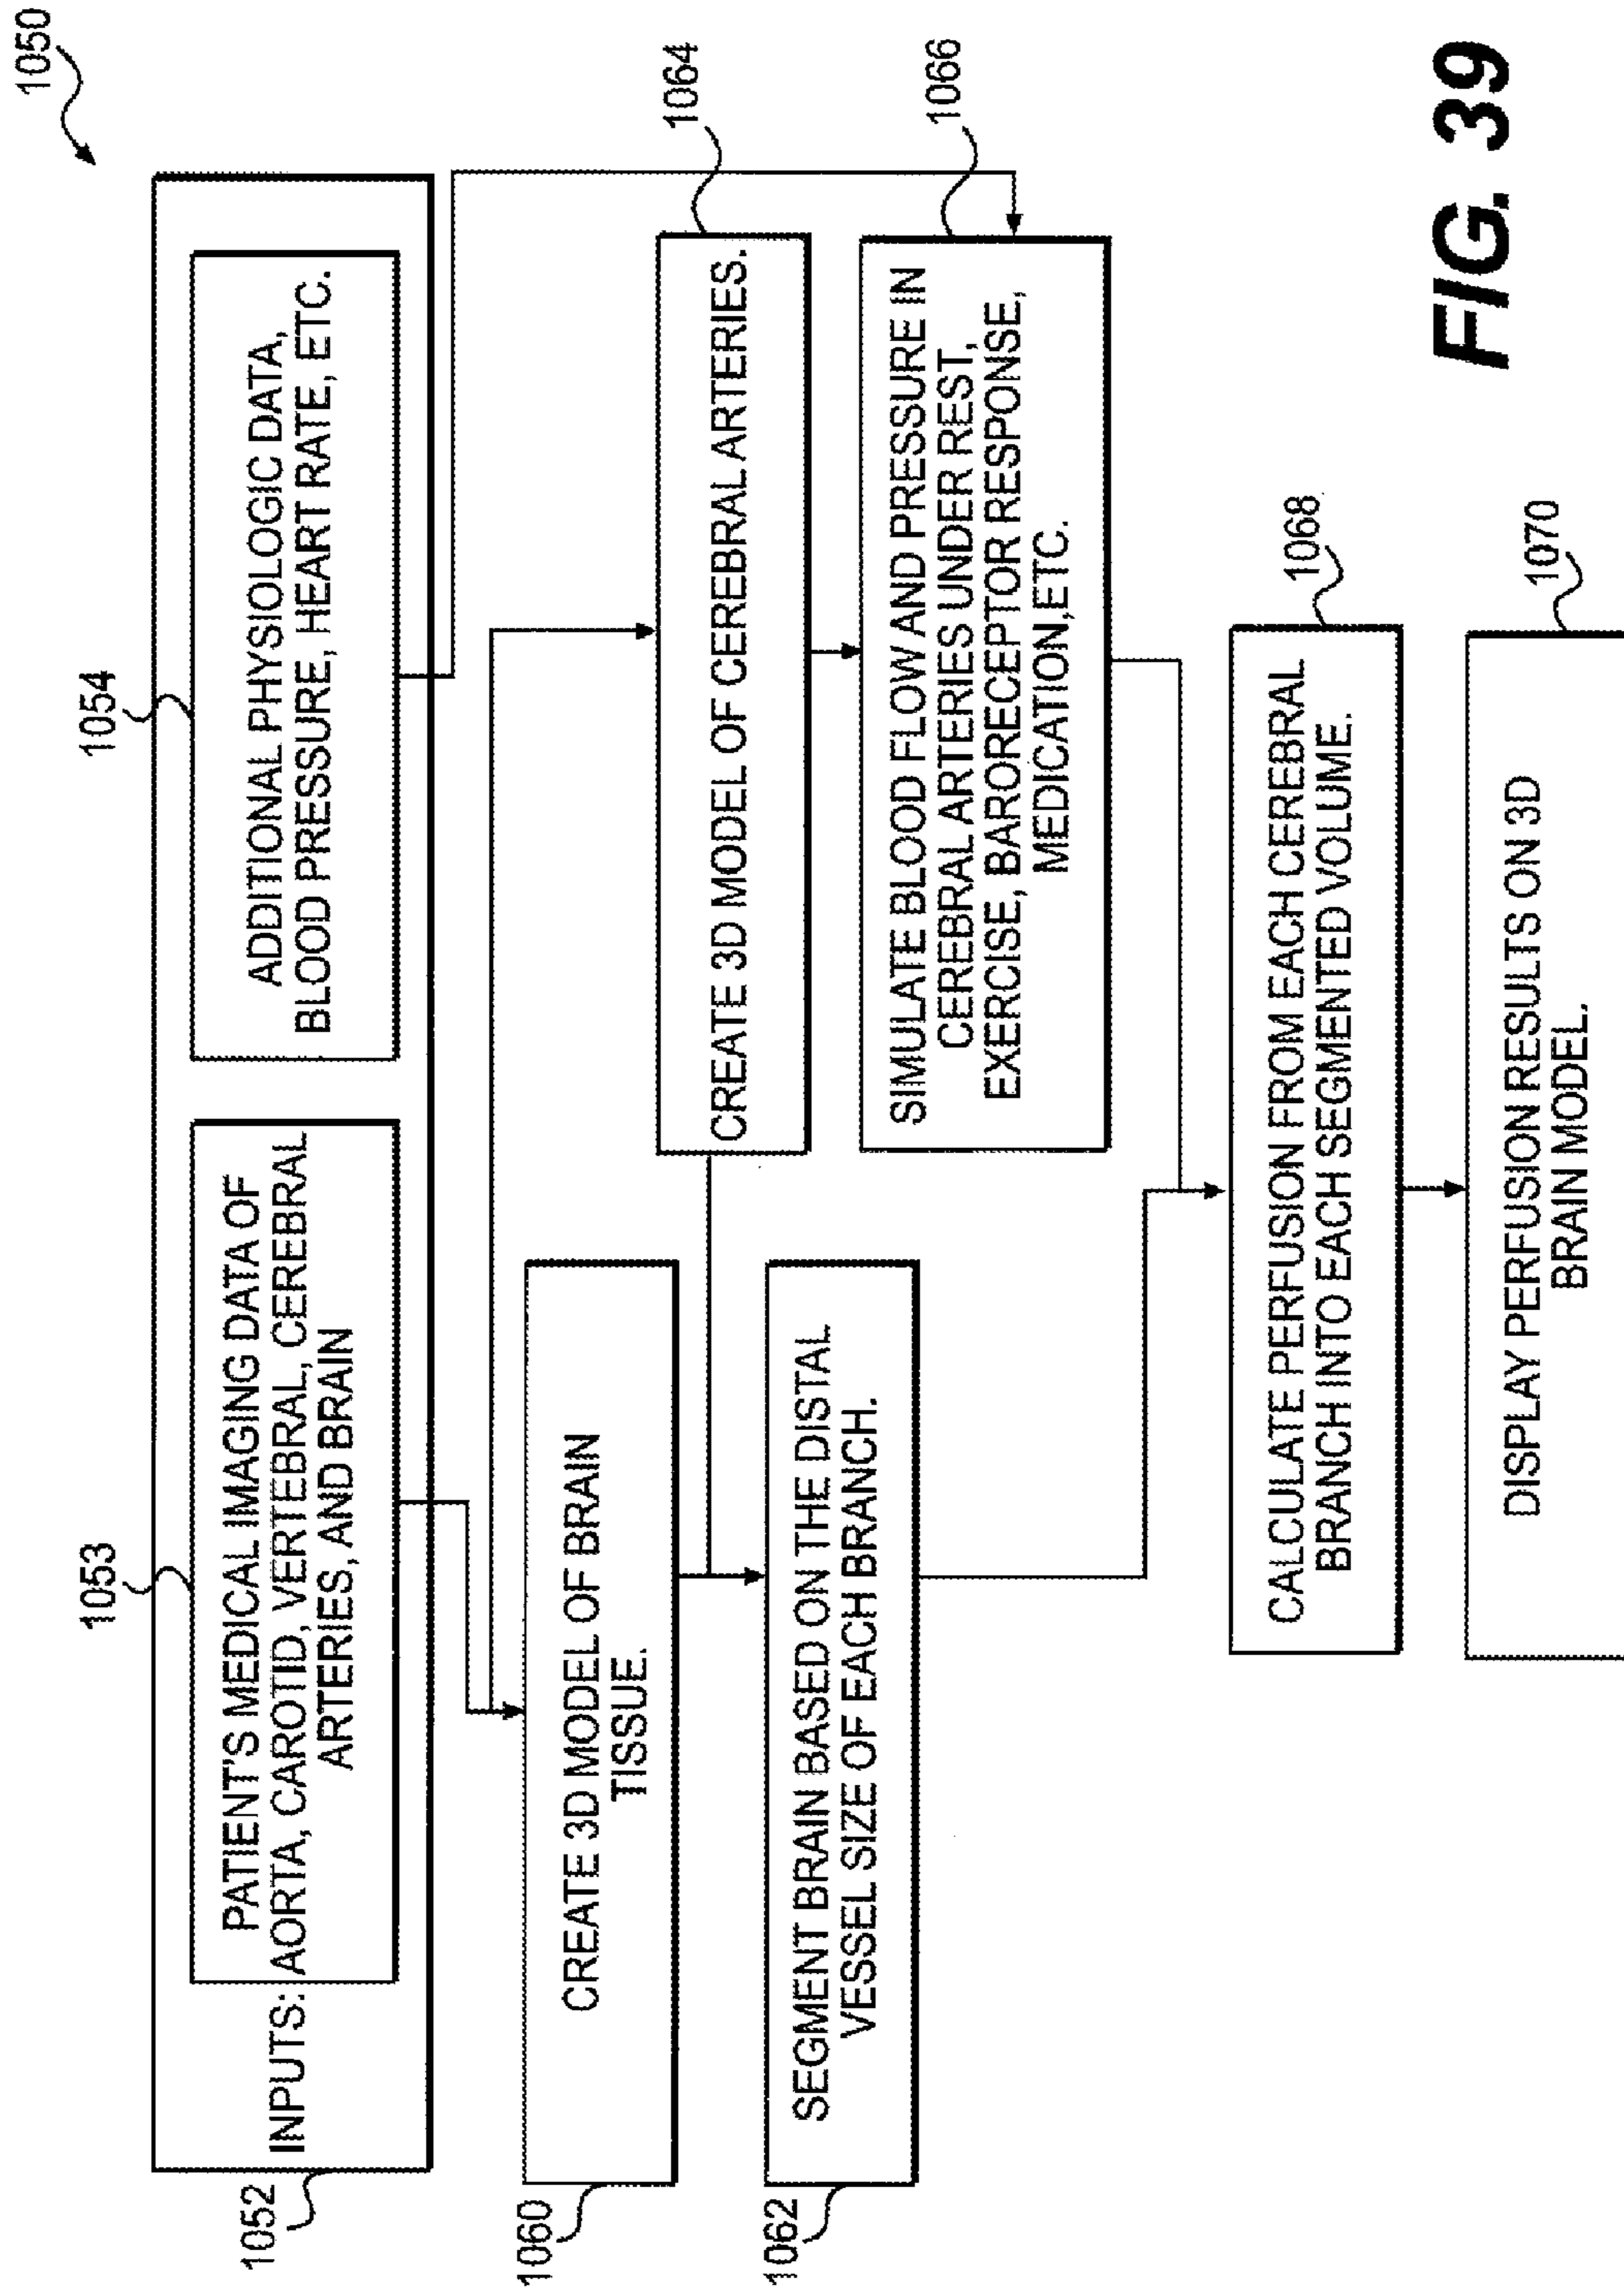 1050
1052
INPUTS:
1053
PATIENT'S MEDICAL IMAGING DATA OF
AORTA, CAROTID, VERTEBRAL, CEREBRAL
ARTERIES, AND BRAIN
1054
ADDITIONAL PHYSIOLOGIC DATA,
BLOOD PRESSURE, HEART RATE, ETC.
1060
CREATE 3D MODEL OF BRAIN
TISSUE.
1064
CREATE 3D MODEL OF CEREBRAL ARTERIES.
1062
SEGMENT BRAIN BASED ON THE DISTAL
VESSEL SIZE OF EACH BRANCH.
1066
SIMULATE BLOOD FLOW AND PRESSURE IN
CEREBRAL ARTERIES UNDER REST,
EXERCISE, BARORECEPTOR RESPONSE,
MEDICATION,ETC.
1068
CALCULATE PERFUSION FROM EACH CEREBRAL
BRANCH INTO EACH SEGMENTED VOLUME.
1070
DISPLAY PERFUSION RESULTS ON 3D
BRAIN MODEL.
FIG. 39